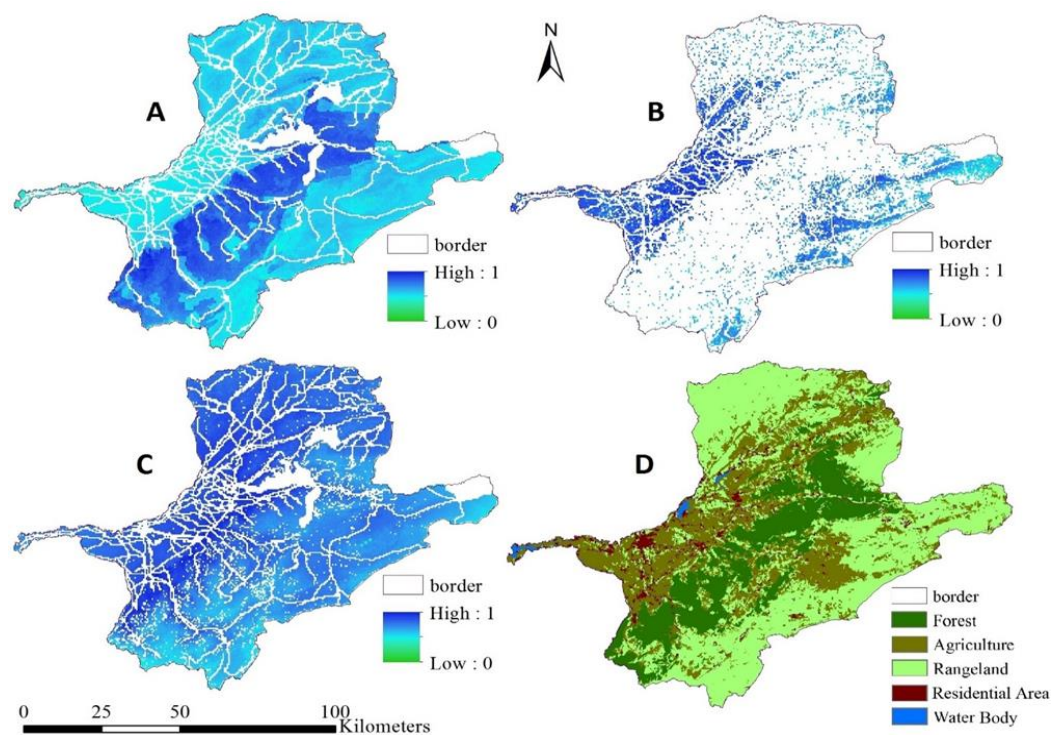 N
A
border
High : 1
Low : 0
B
border
High : 1
Low : 0
C
border
High : 1
Low : 0
D
border
Forest
Agriculture
Rangeland
Residential Area
Water Body
0 25 50 100
Kilometers